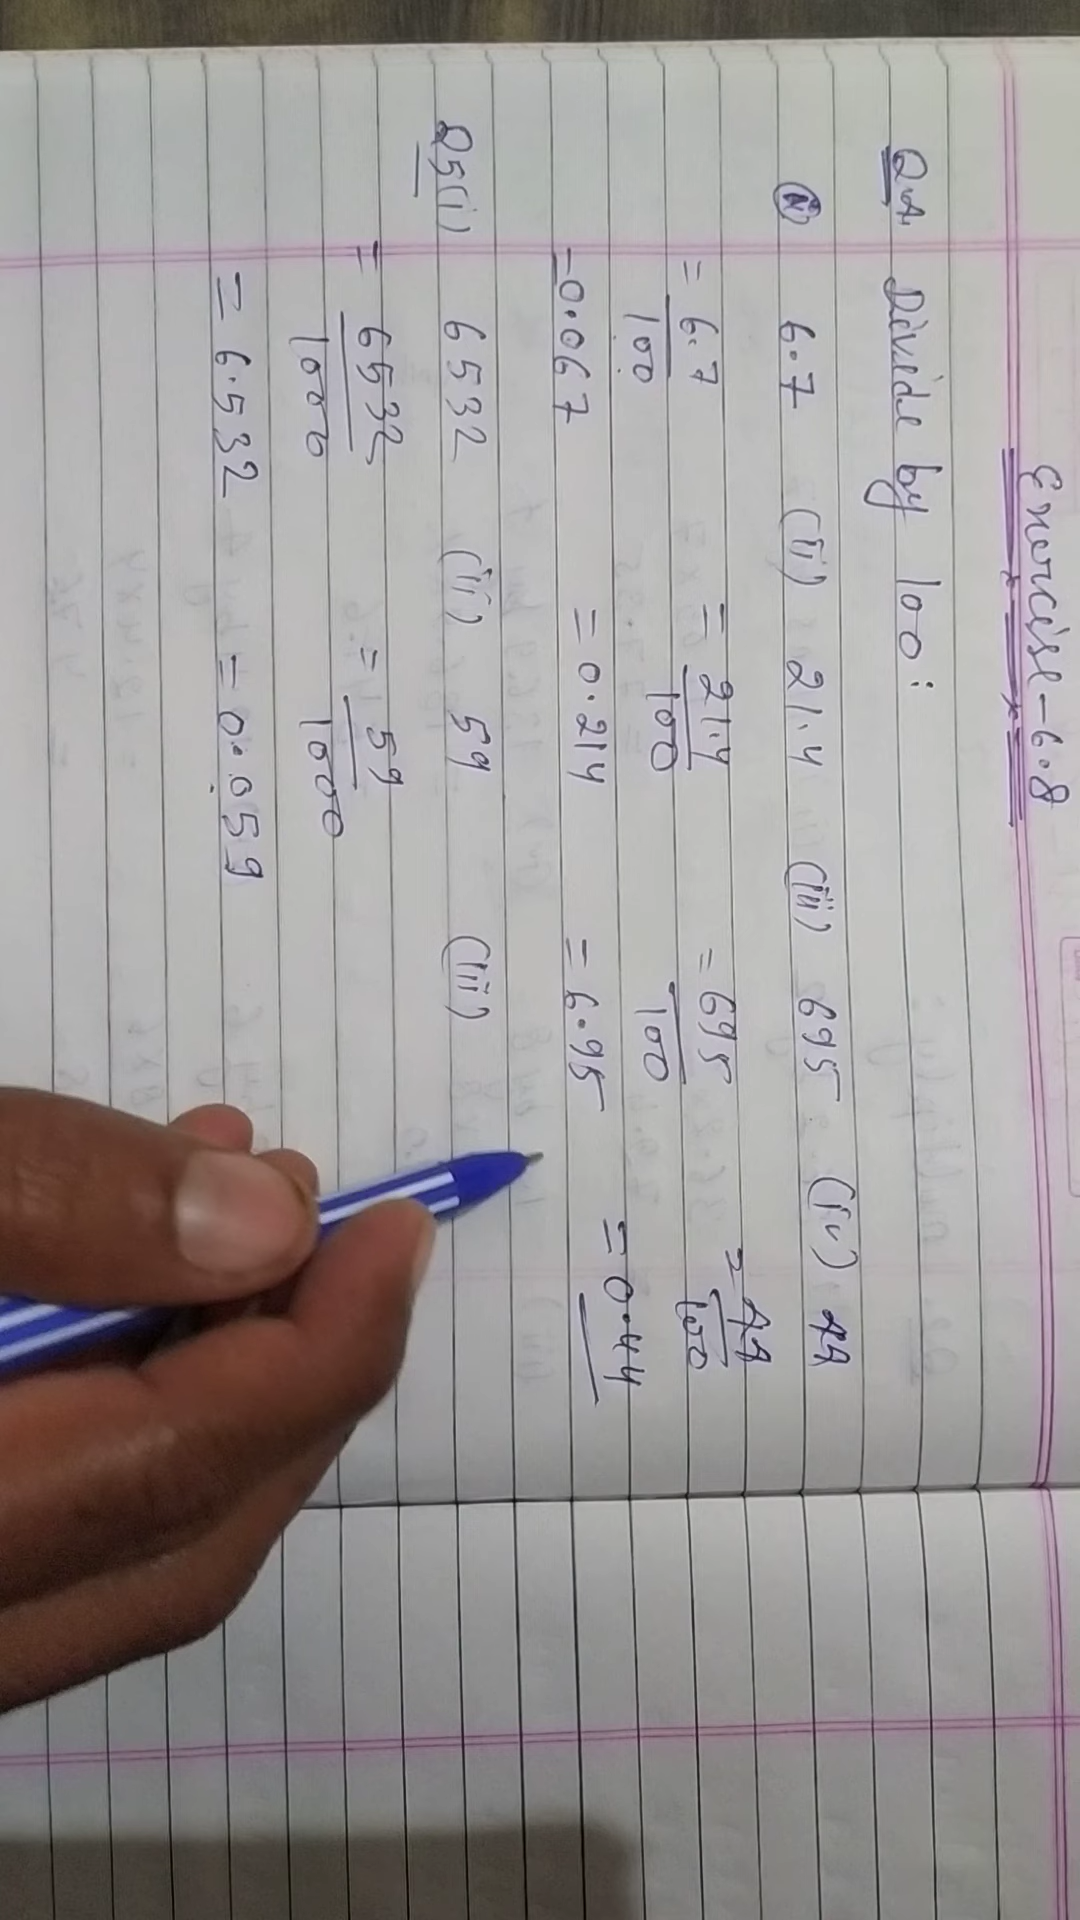 Exercise-6.8
Q.4. Divide by 100:
(i) 6.7 (ii) 21.4 (iii) 695 (iv) 44
= 6.7/100 = 21.4/100 = 695/100 = 44/100
= 0.067 = 0.214 = 6.95 = 0.44
Q5(i) 6532 (ii) 59 (iii)
= 6532/1000 = 59/1000
= 6.532 = 0.059